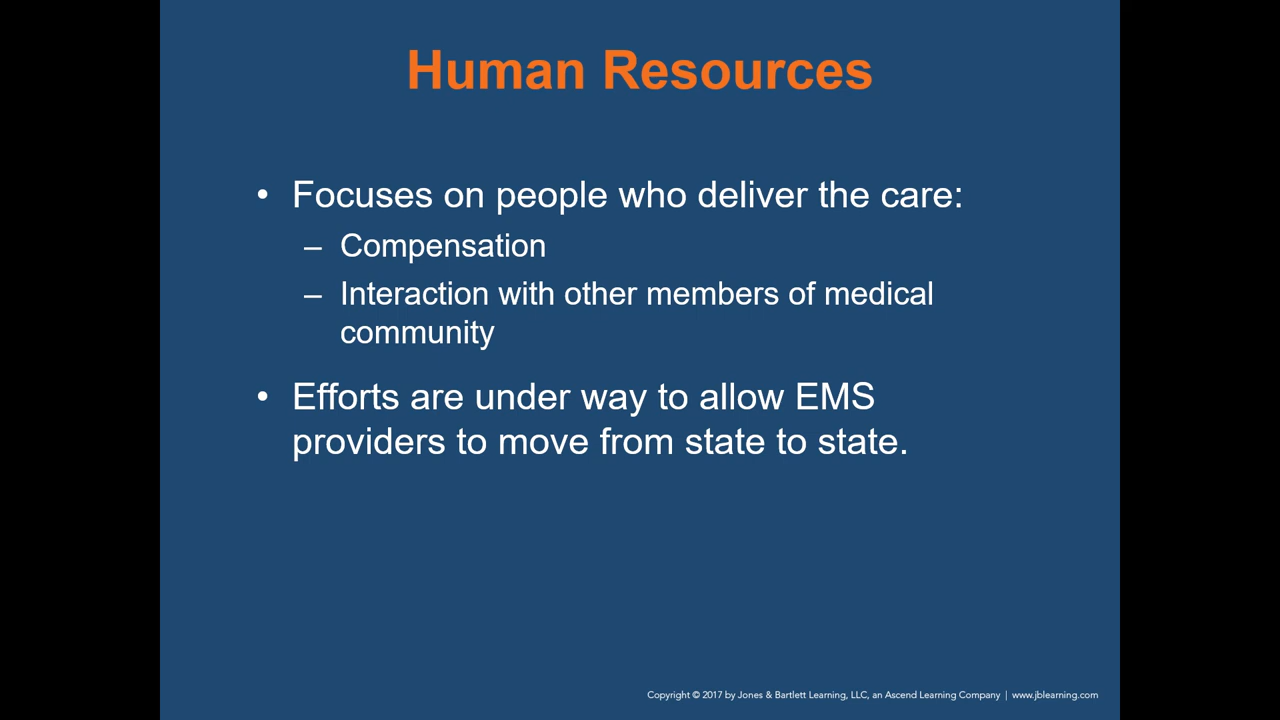 Human Resources
• Focuses on people who deliver the care:
– Compensation
– Interaction with other members of medical
community
• Efforts are under way to allow EMS
providers to move from state to state.
Copyright © 2017 by Jones & Bartlett Learning, LLC, an Ascend Learning Company | www.jblearning.com